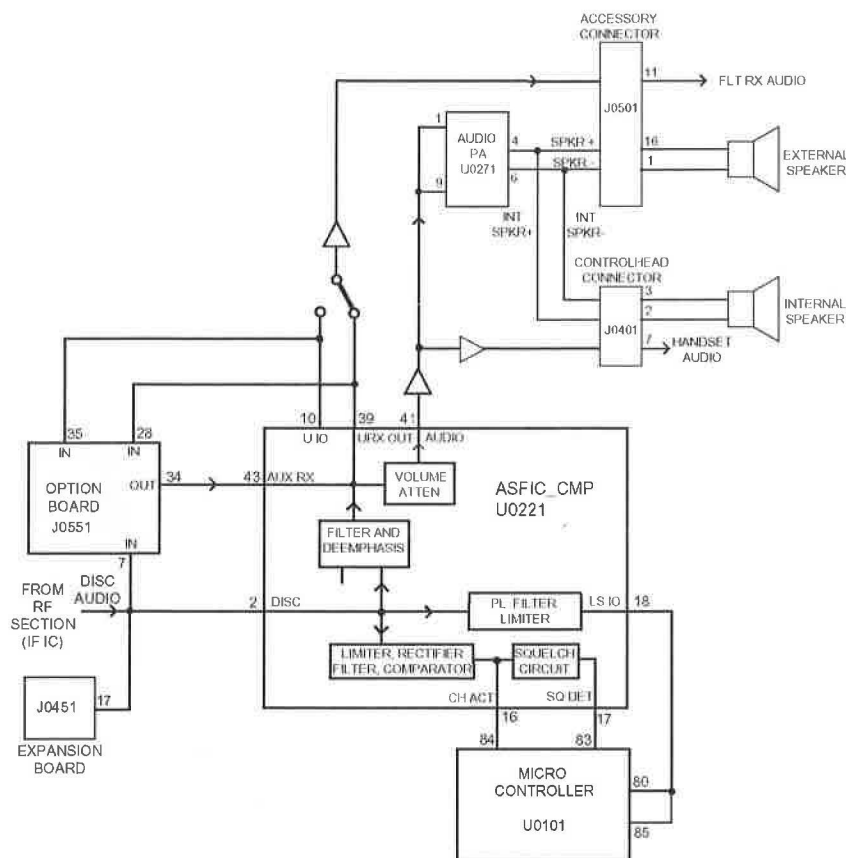 ACCESSORY
CONNECTOR
11
FLT RX AUDIO
J0501
1
AUDIO
PA
U0271
4
SPKR +
16
EXTERNAL
SPEAKER
9
SPKR -
6
1
INT
SPKR+
INT
SPKR-
CONTROLHEAD
CONNECTOR
3
INTERNAL
SPEAKER
2
J0401
7
HANDSET
AUDIO
35
28
10
39
41
IN
IN
U IO
URX OUT
AUDIO
OPTION
BOARD
J0551
OUT
34
43
AUX RX
VOLUME
ATTEN
ASFIC_CMP
U0221
IN
7
FILTER AND
DEEMPHASIS
FROM
RF
SECTION
(IF IC)
DISC
AUDIO
2
DISC
PL FILTER
LIMITER
LS IO
18
LIMITER, RECTIFIER
FILTER, COMPARATOR
SQUELCH
CIRCUIT
J0451
17
EXPANSION
BOARD
CH ACT
SQ DET
16
17
84
83
MICRO
CONTROLLER
U0101
80
85